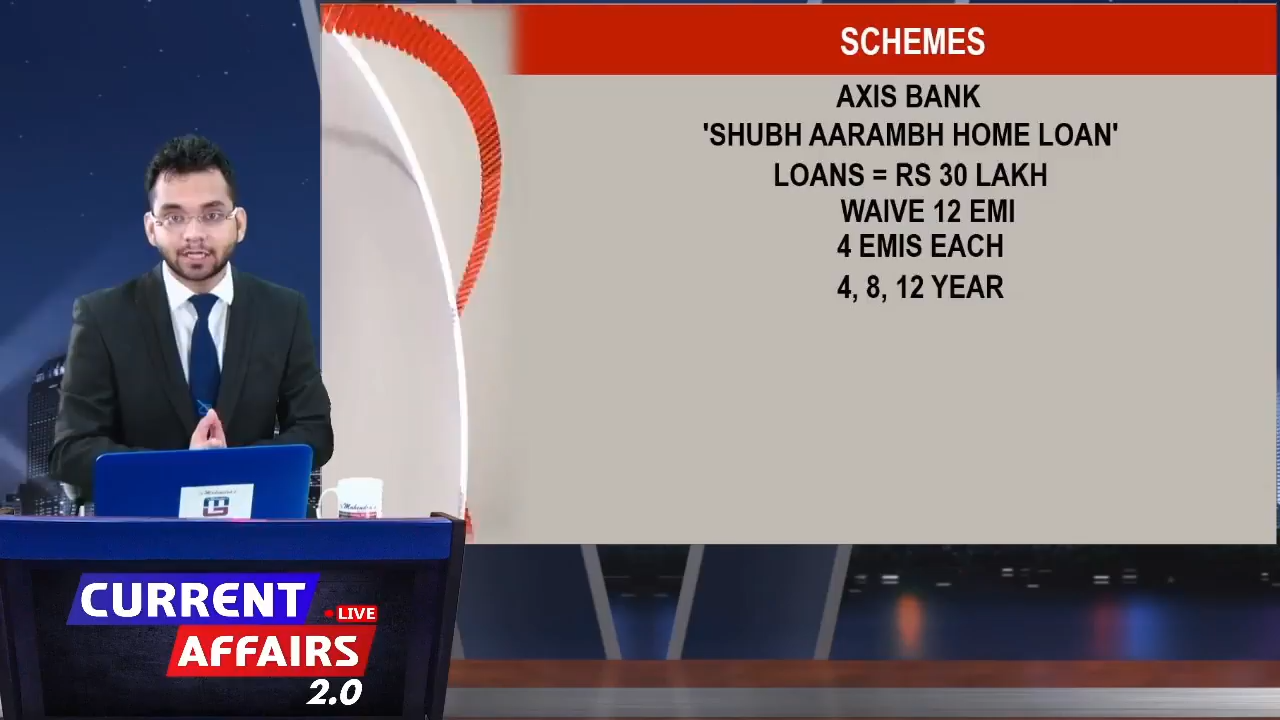 SCHEMES
AXIS BANK
'SHUBH AARAMBH HOME LOAN'
LOANS = RS 30 LAKH
WAIVE 12 EMI
4 EMIS EACH
4, 8, 12 YEAR
Mahendra's
CURRENT
LIVE
AFFAIRS
2.0